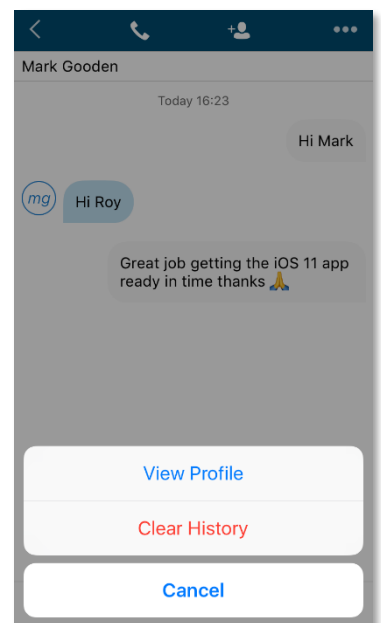 Mark Gooden
Today 16:23
Hi Mark
mg
Hi Roy
Great job getting the iOS 11 app
ready in time thanks 🙏
View Profile
Clear History
Cancel